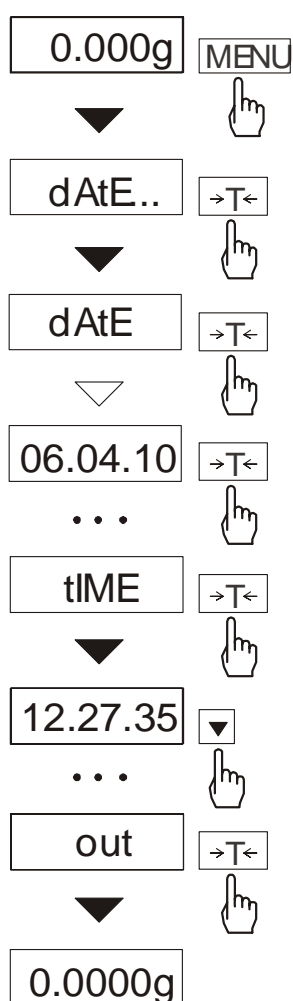 0.000g MENU
dAtE.. →T←
dAtE →T←
06.04.10 →T←
...
tIME →T←
12.27.35 ▼
...
out →T←
0.0000g